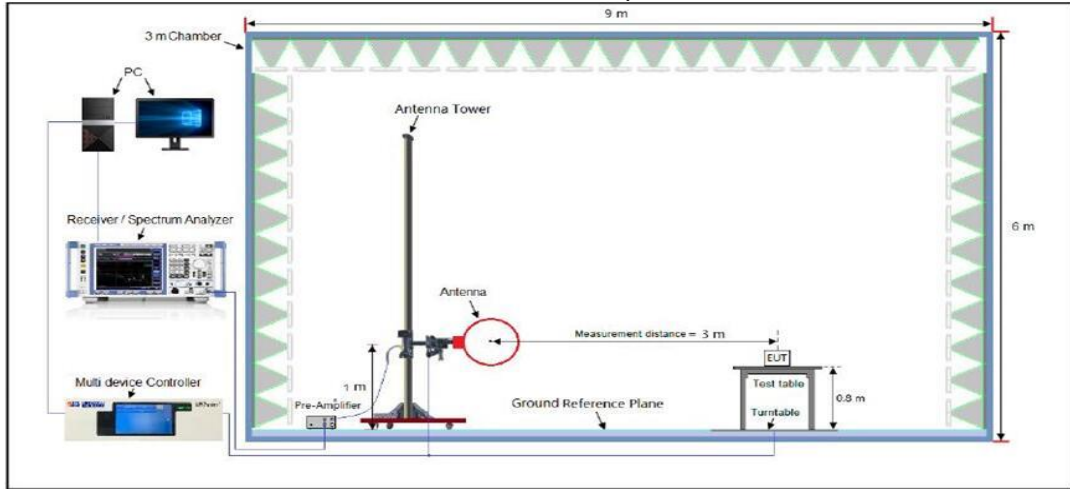 9 m
3 m Chamber
PC
Antenna Tower
6 m
Receiver / Spectrum Analyzer
Antenna
Measurement distance = 3 m
EUT
1 m
Multi device Controller
Test table
0.8 m
Pre-Amplifier
Ground Reference Plane
Turntable